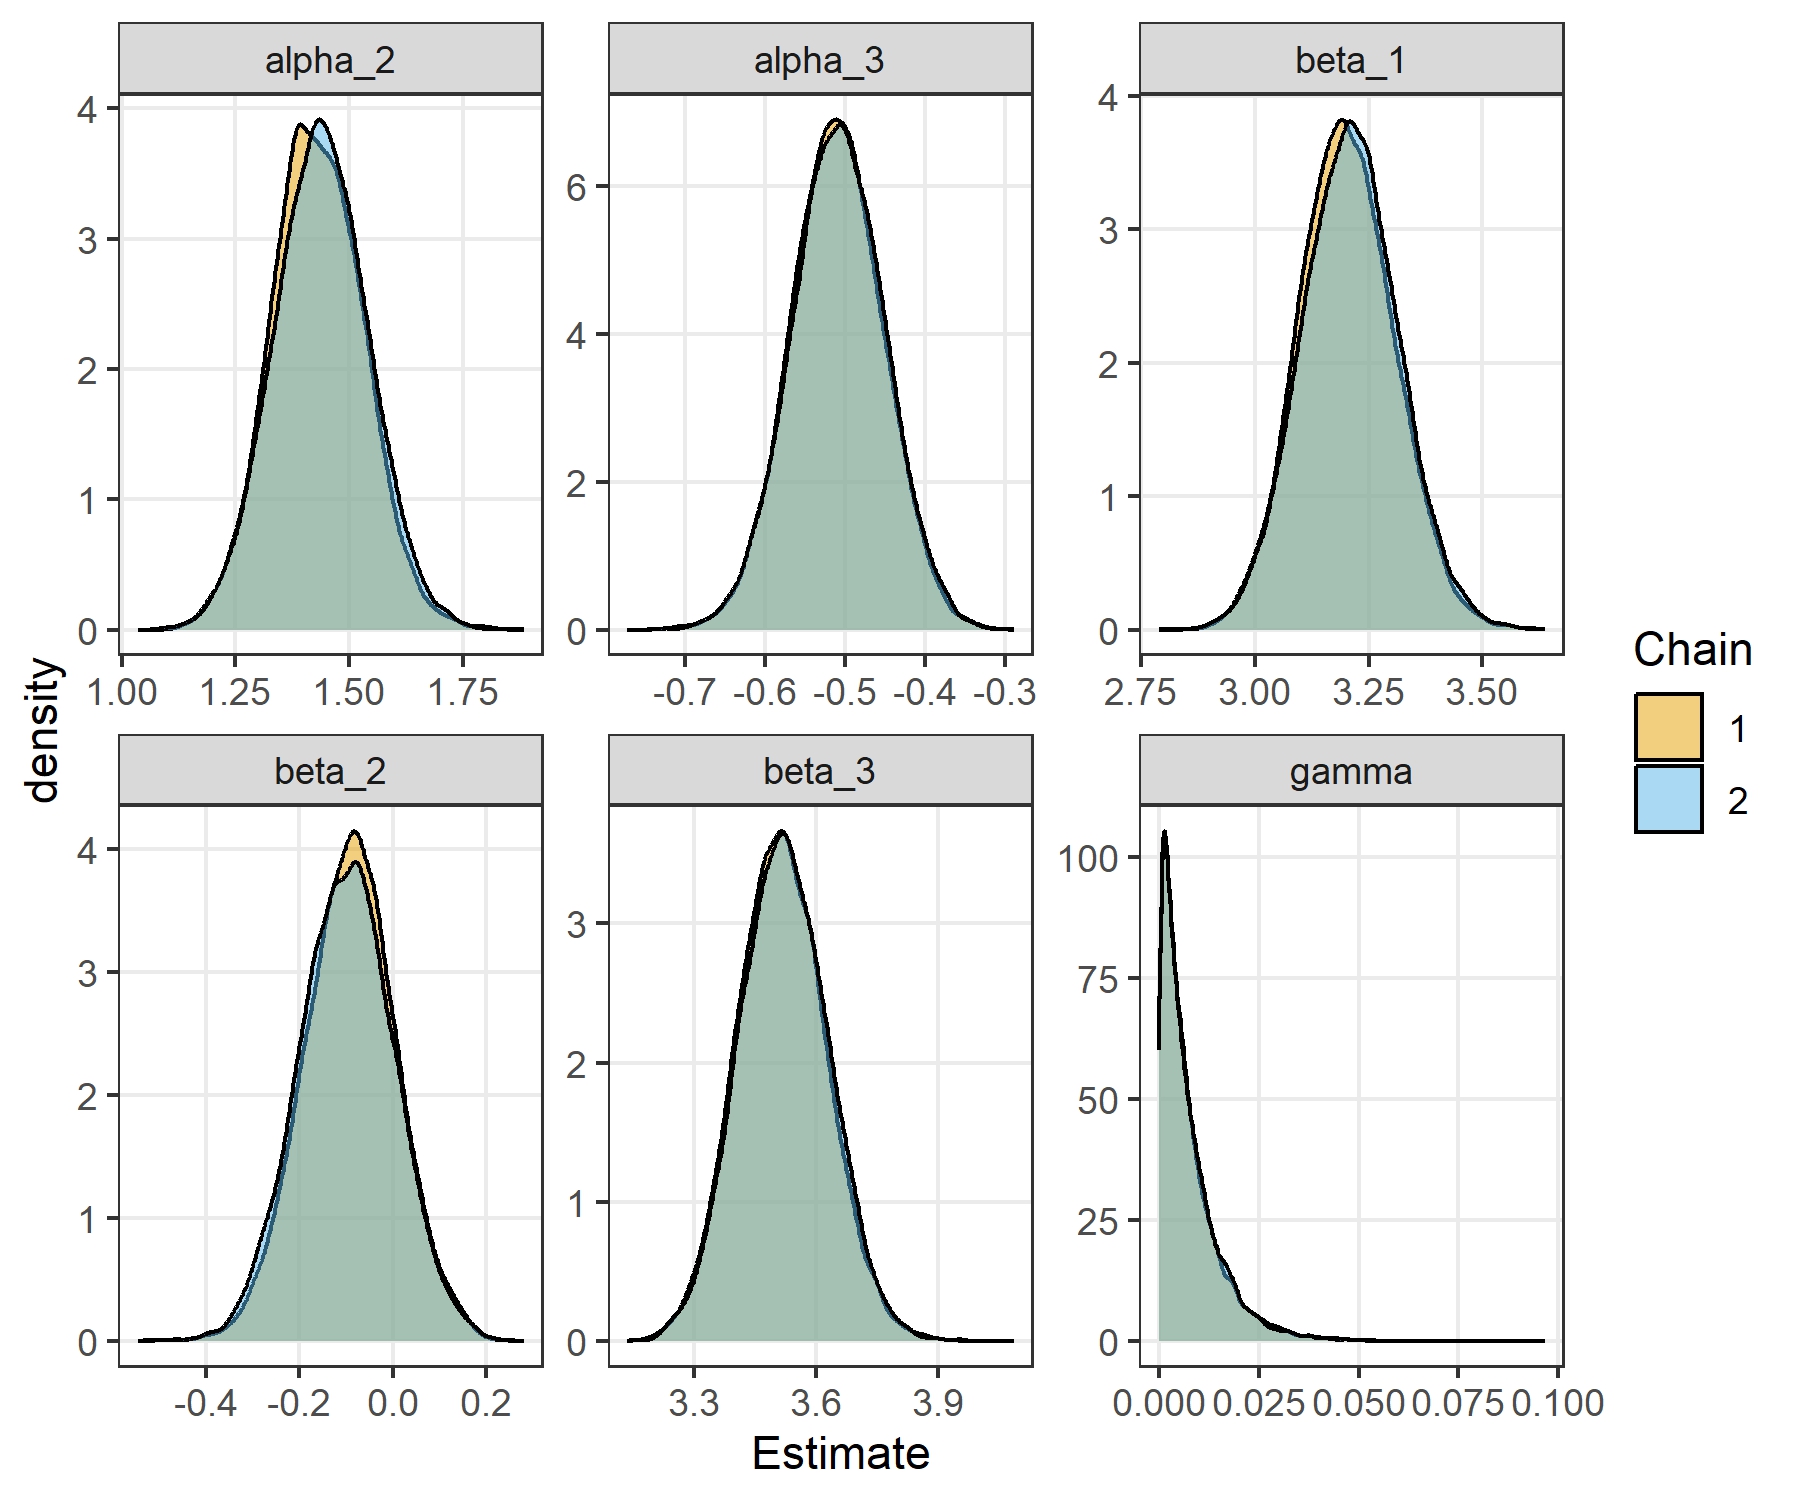 alpha_2 alpha_3 beta_1
4 6 4
3 4 3
2 2 2
1 1
0 0 0
1.00 1.25 1.50 1.75 -0.7 -0.6 -0.5 -0.4 -0.3 2.75 3.00 3.25 3.50
density
Chain
1
2
beta_2 beta_3 gamma
4 3 100
3 2 75
2 1 50
1 25
0 0 0
-0.4 -0.2 0.0 0.2 3.3 3.6 3.9 0.000 0.025 0.050 0.075 0.100
Estimate